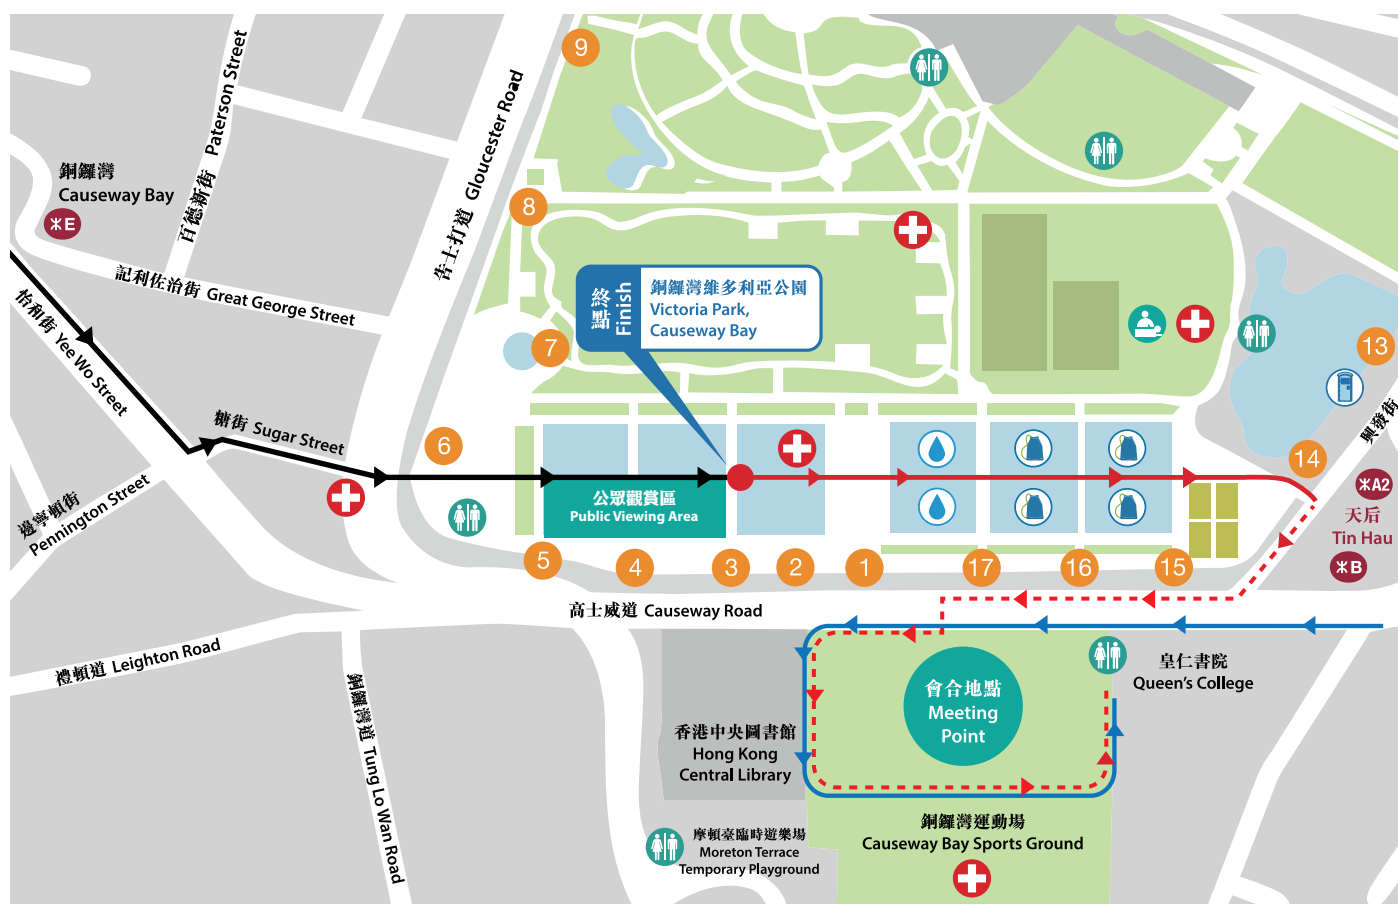 9
百德新街 Paterson Street
告士打道 Gloucester Road
銅鑼灣
Causeway Bay
E
8
記利佐治街 Great George Street
終點
Finish
銅鑼灣維多利亞公園
Victoria Park,
Causeway Bay
怡和街 Yee Wo Street
7
13
糖街 Sugar Street
6
興發街
14
公眾觀賞區
Public Viewing Area
A2
天后
Tin Hau
B
邊寧頓街
Pennington Street
5
4
3
2
1
17
16
15
高士威道 Causeway Road
禮頓道 Leighton Road
銅鑼灣道 Tung Lo Wan Road
會合地點
Meeting
Point
皇仁書院
Queen's College
香港中央圖書館
Hong Kong
Central Library
銅鑼灣運動場
Causeway Bay Sports Ground
摩頓臺臨時遊樂場
Moreton Terrace
Temporary Playground